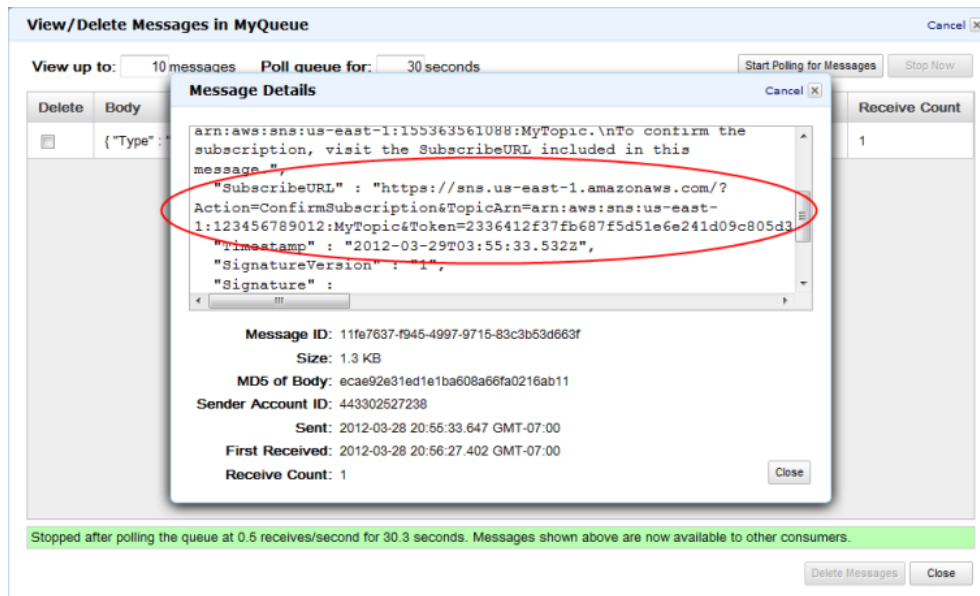 View/Delete Messages in MyQueue
Cancel
View up to: 10 messages Poll queue for: 30 seconds
Start Polling for Messages
Stop Now
Delete
Body
Receive Count
{ "Type" : "
1
Message Details
Cancel
arn:aws:sns:us-east-1:155363561088:MyTopic.\nTo confirm the
subscription, visit the SubscribeURL included in this
message.",
"SubscribeURL" : "https://sns.us-east-1.amazonaws.com/?
Action=ConfirmSubscription&TopicArn=arn:aws:sns:us-east-
1:123456789012:MyTopic&Token=2336412f37fb687f5d51e6e241d09c805d3
"Timestamp" : "2012-03-29T03:55:33.532Z",
"SignatureVersion" : "1",
"Signature" :
Message ID: 11fe7637-f945-4997-9715-83c3b53d663f
Size: 1.3 KB
MD5 of Body: ecae92e31ed1e1ba608a66fa0216ab11
Sender Account ID: 443302527238
Sent: 2012-03-28 20:55:33.647 GMT-07:00
First Received: 2012-03-28 20:56:27.402 GMT-07:00
Receive Count: 1
Close
Stopped after polling the queue at 0.5 receives/second for 30.3 seconds. Messages shown above are now available to other consumers.
Delete Messages
Close